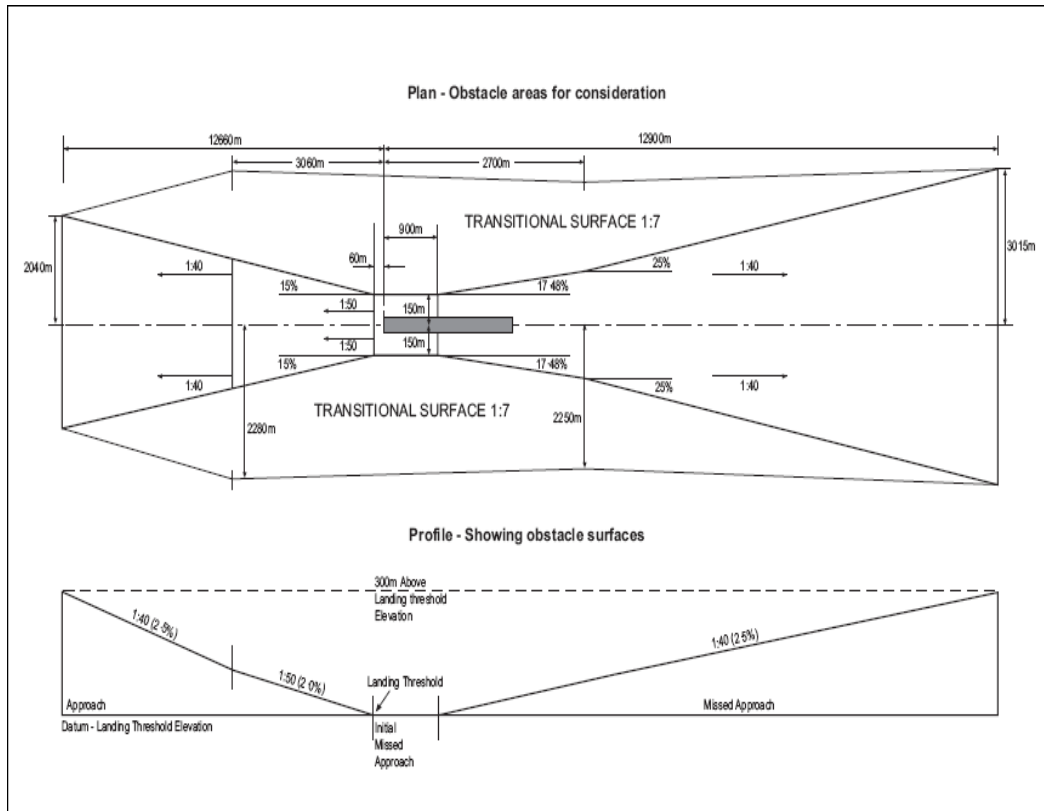 Plan - Obstacle areas for consideration
12660m
12900m
3060m
2700m
TRANSITIONAL SURFACE 1:7
900m
60m
2040m
3015m
1:40
25%
1:40
15%
17·48%
1:50
150m
1:50
150m
15%
17·48%
1:40
25%
1:40
TRANSITIONAL SURFACE 1:7
2280m
2250m
Profile - Showing obstacle surfaces
300m Above
Landing threshold
Elevation
1:40 (2·5%)
1:40 (2·5%)
1:50 (2·0%)
Landing Threshold
Approach
Missed Approach
Datum - Landing Threshold Elevation
Initial
Missed
Approach